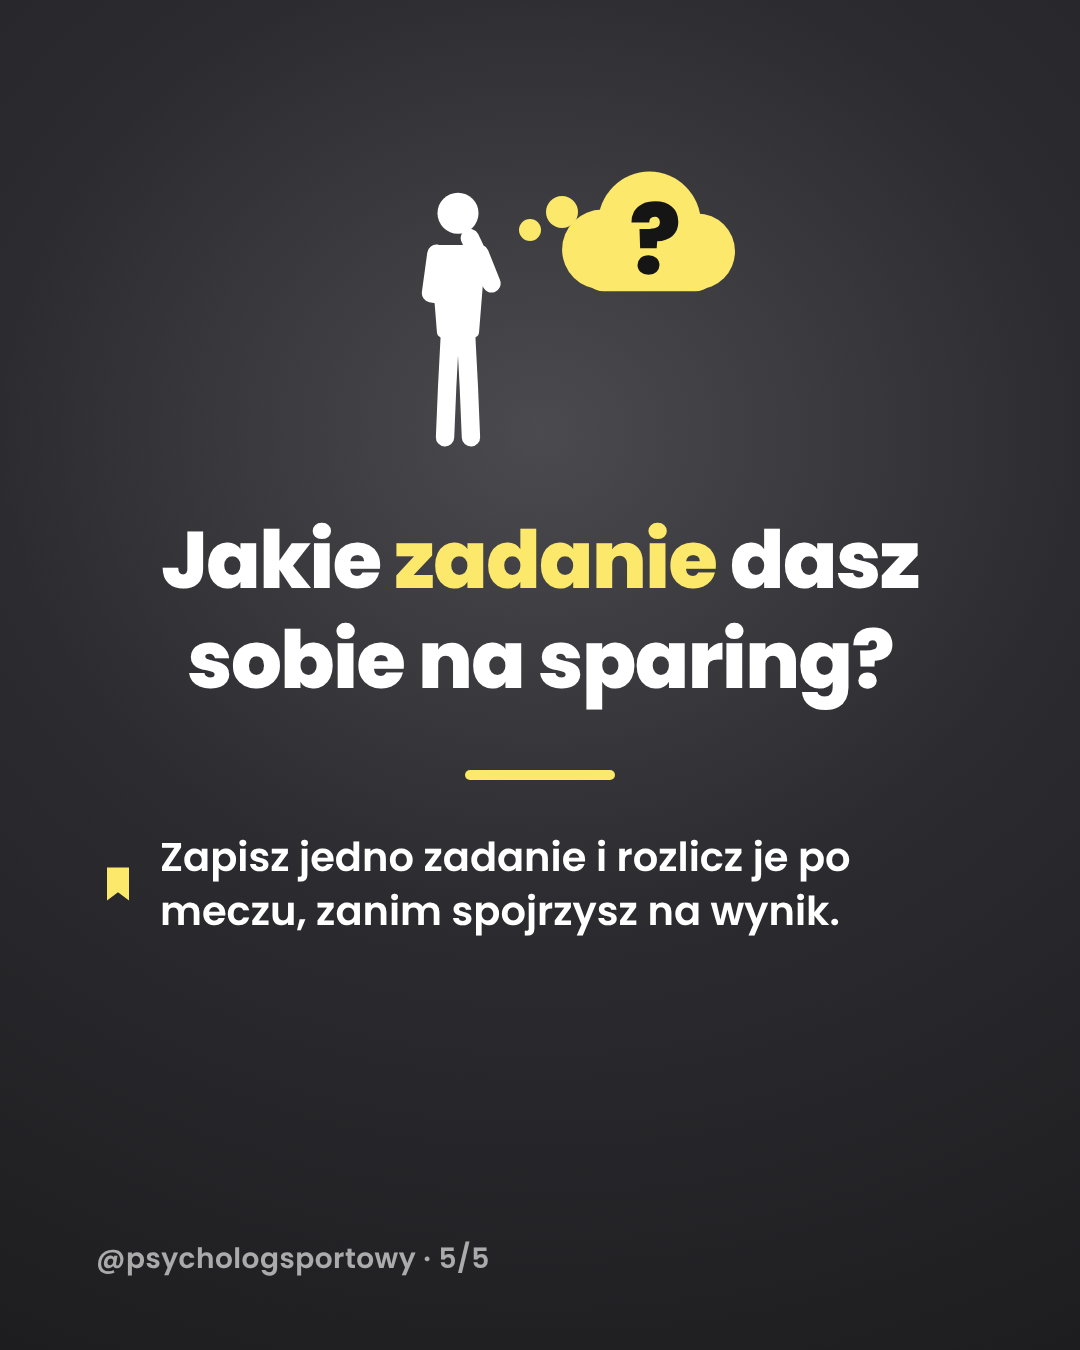 ?
Jakie zadanie dasz
sobie na sparing?
Zapisz jedno zadanie i rozlicz je po
meczu, zanim spojrzysz na wynik.
@psychologsportowy · 5/5